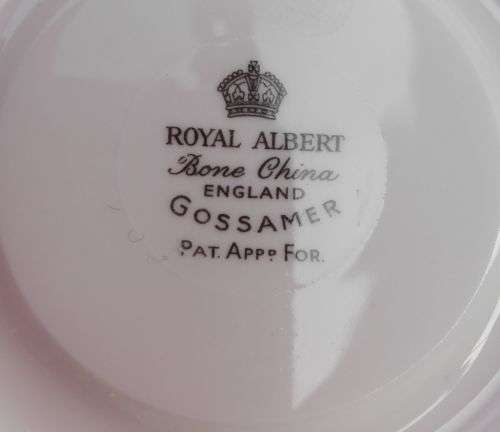 ROYAL ALBERT
Bone China
ENGLAND
GOSSAMER
PAT. APPD. FOR.